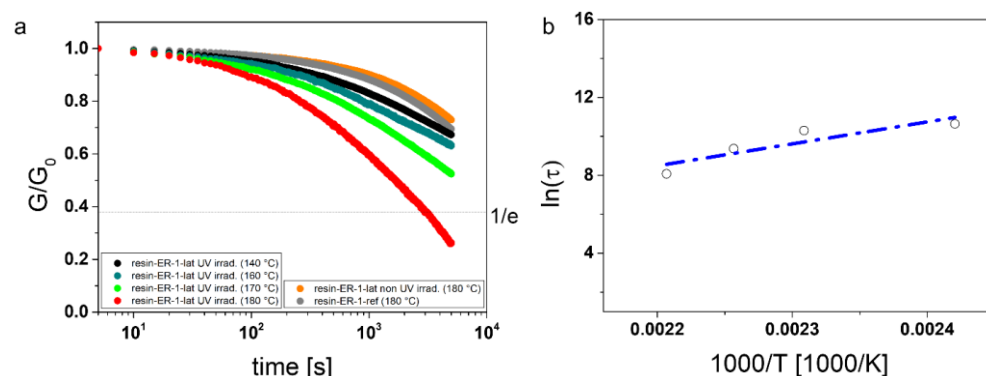 a
G/G0
1.0
0.8
0.6
0.4
0.2
0.0
1/e
resin-ER-1-lat UV irrad. (140 °C)
resin-ER-1-lat UV irrad. (160 °C)
resin-ER-1-lat UV irrad. (170 °C)
resin-ER-1-lat UV irrad. (180 °C)
resin-ER-1-lat non UV irrad. (180 °C)
resin-ER-1-ref (180 °C)
10¹ 10² 10³ 10⁴
time [s]
b
ln(τ)
16
12
8
4
0.0022 0.0023 0.0024
1000/T [1000/K]